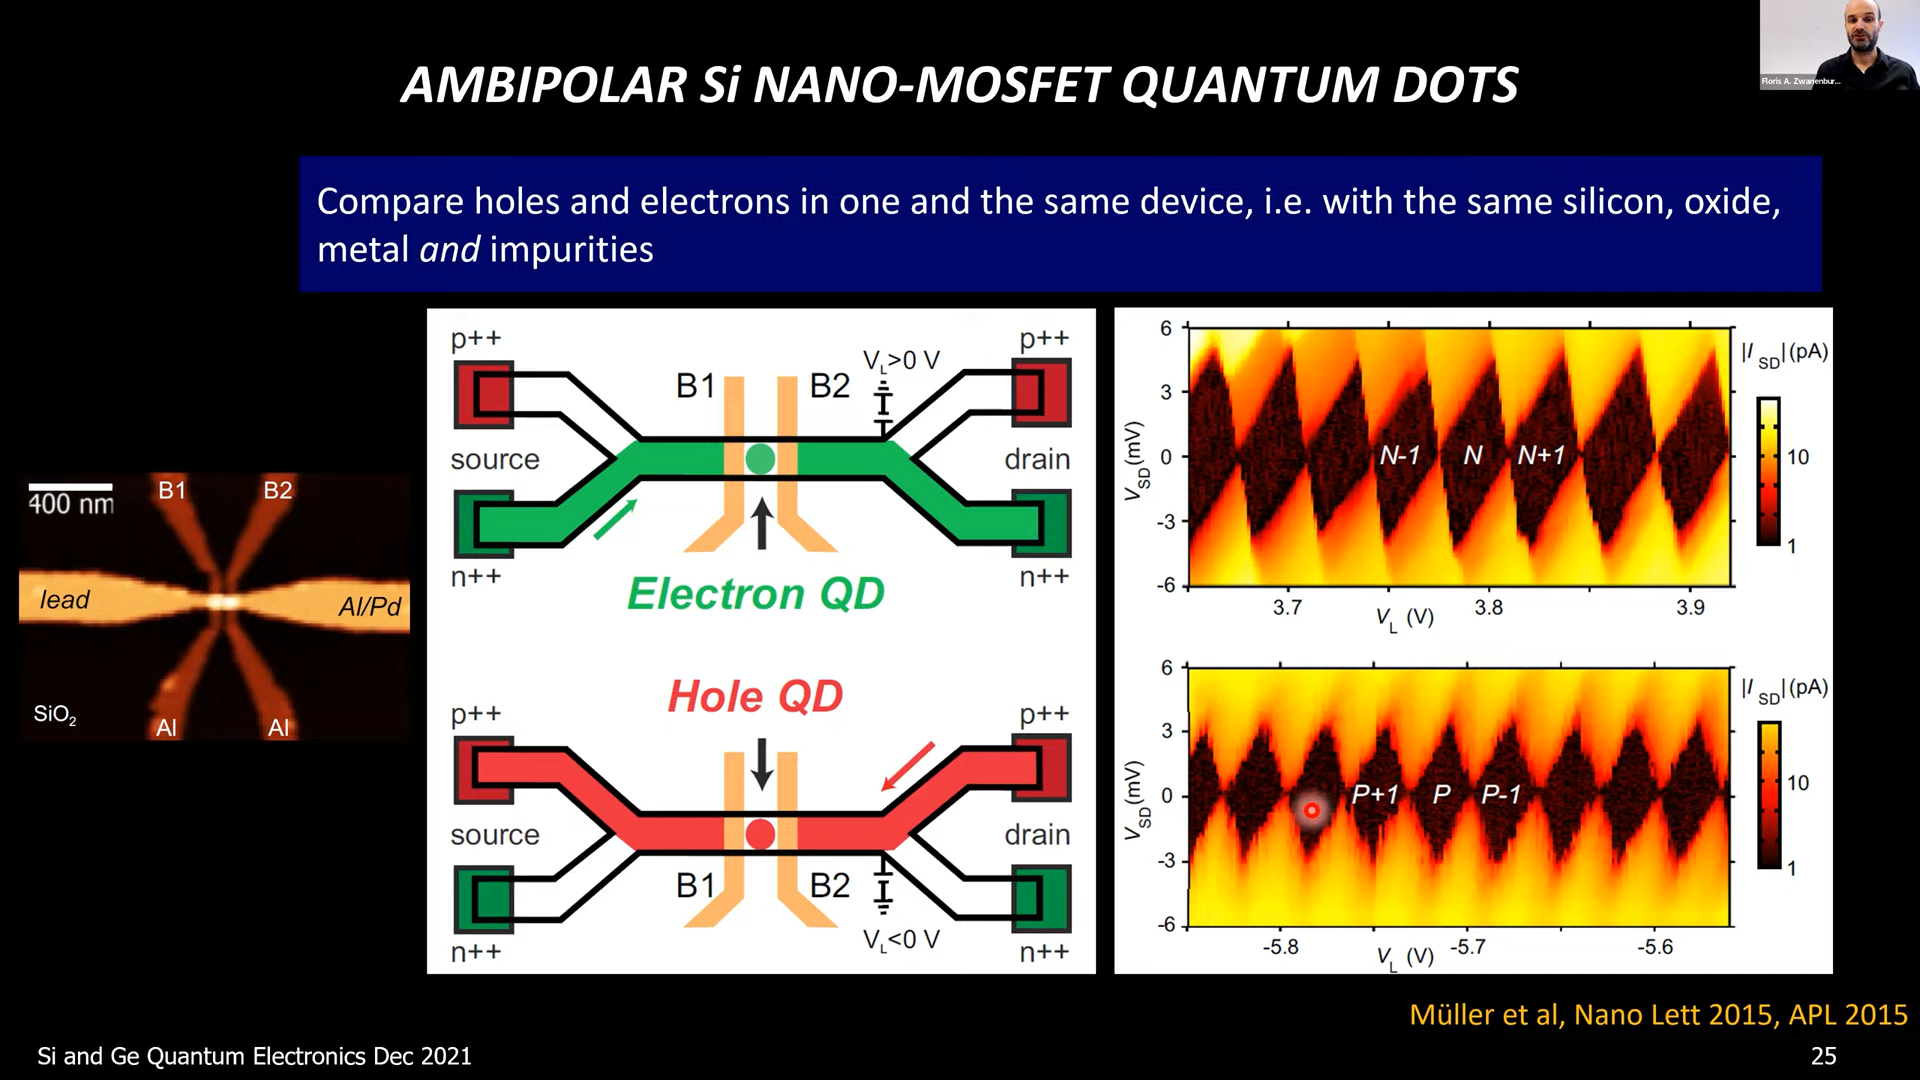 Floris A. Zwanenbur...
AMBIPOLAR Si NANO-MOSFET QUANTUM DOTS
Compare holes and electrons in one and the same device, i.e. with the same silicon, oxide,
metal and impurities
400 nm
B1
B2
lead
Al/Pd
SiO2
Al
Al
p++
p++
VL>0 V
B1
B2
source
drain
n++
n++
Electron QD
Hole QD
p++
p++
source
drain
B1
B2
VL<0 V
n++
n++
6
3
0
-3
-6
VSD(mV)
N-1
N
N+1
3.7
3.8
3.9
VL (V)
|ISD|(pA)
10
1
6
3
0
-3
-6
VSD(mV)
P+1
P
P-1
-5.8
-5.7
-5.6
VL (V)
|ISD|(pA)
10
1
Müller et al, Nano Lett 2015, APL 2015
Si and Ge Quantum Electronics Dec 2021
25